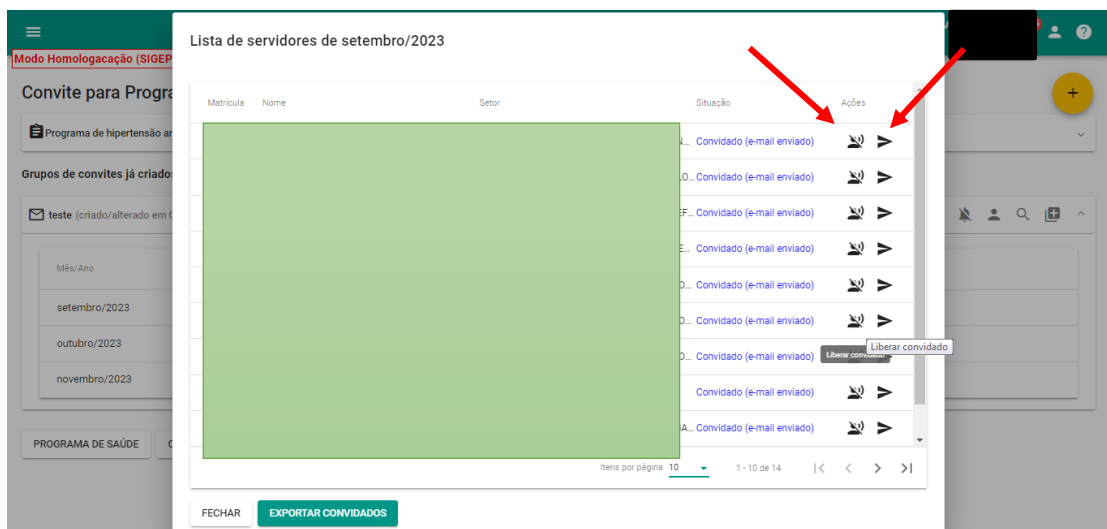 Lista de servidores de setembro/2023
Modo Homologacação (SIGEP
Convite para Progra
Matrícula Nome Setor Situação Ações
Programa de hipertensão ar
Convidado (e-mail enviado)
Grupos de convites já criado
O... Convidado (e-mail enviado)
teste (criado/alterado em
EF... Convidado (e-mail enviado)
E... Convidado (e-mail enviado)
Mês/Ano
Convidado (e-mail enviado)
setembro/2023
Convidado (e-mail enviado)
outubro/2023
O... Convidado (e-mail enviado)
Liberar convidado
Liberar convidado
novembro/2023
Convidado (e-mail enviado)
Convidado (e-mail enviado)
PROGRAMA DE SAÚDE
Itens por página 10 1 - 10 de 14
FECHAR EXPORTAR CONVIDADOS